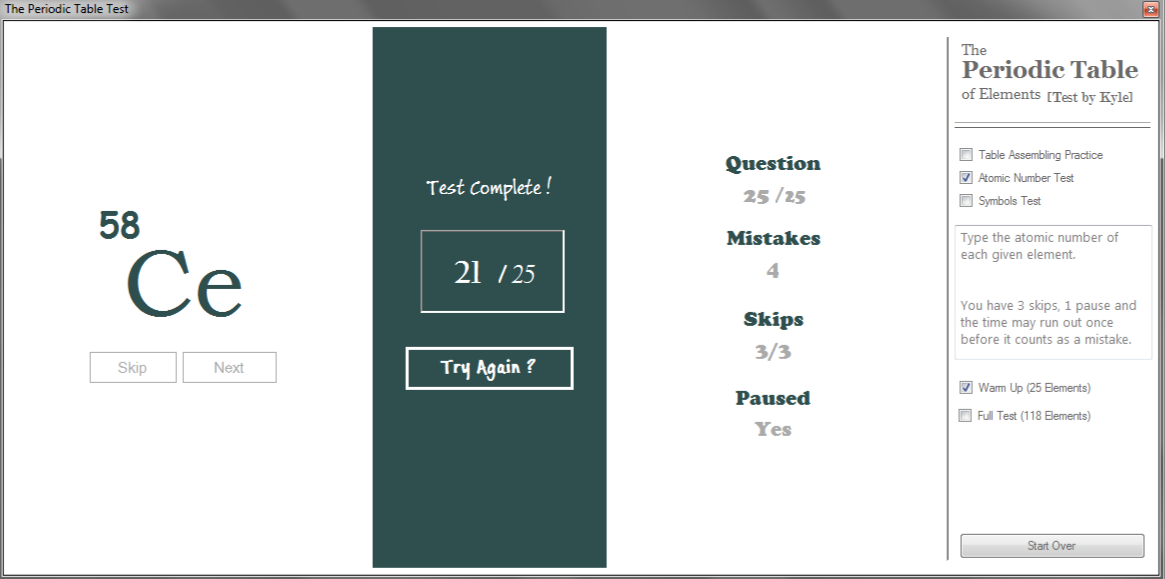 The Periodic Table Test
58
Ce
Skip
Next
Test Complete !
21 / 25
Try Again ?
Question
25 /25
Mistakes
4
Skips
3/3
Paused
Yes
The
Periodic Table
of Elements [Test by Kyle]
Table Assembling Practice
Atomic Number Test
Symbols Test
Type the atomic number of
each given element.
You have 3 skips, 1 pause and
the time may run out once
before it counts as a mistake.
Warm Up (25 Elements)
Full Test (118 Elements)
Start Over